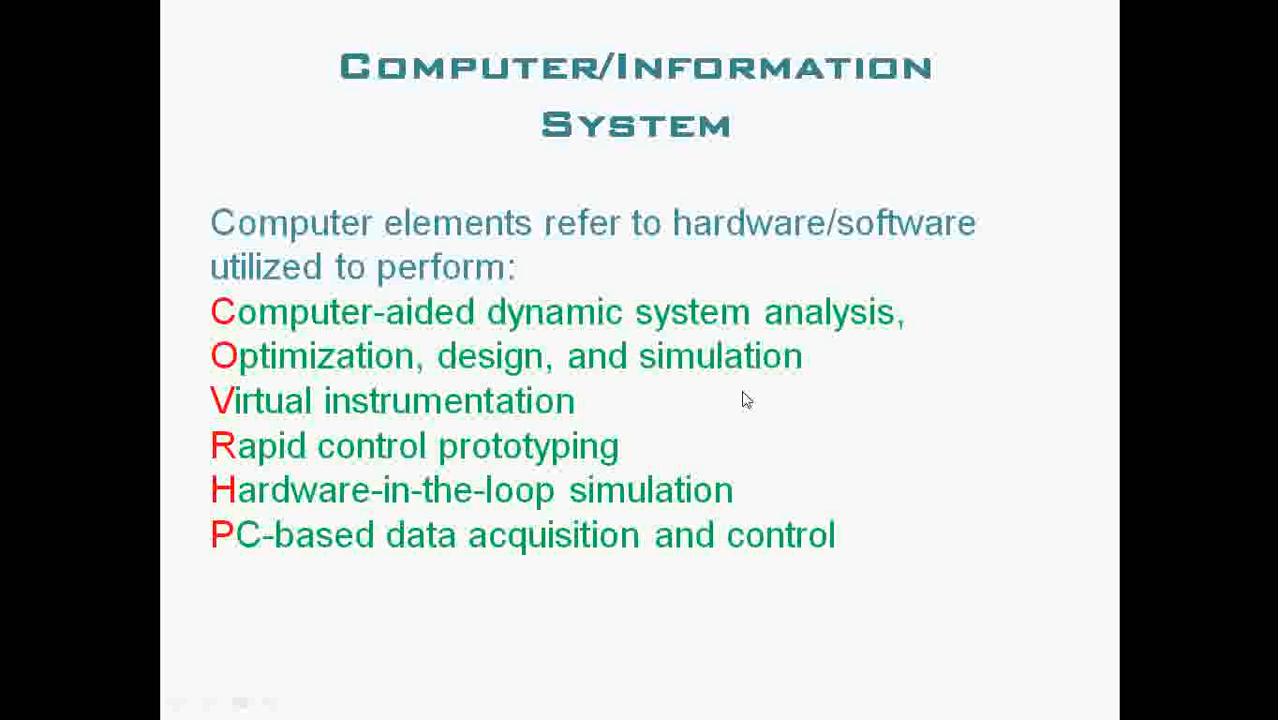 Computer/Information
System
Computer elements refer to hardware/software
utilized to perform:
Computer-aided dynamic system analysis,
Optimization, design, and simulation
Virtual instrumentation
Rapid control prototyping
Hardware-in-the-loop simulation
PC-based data acquisition and control